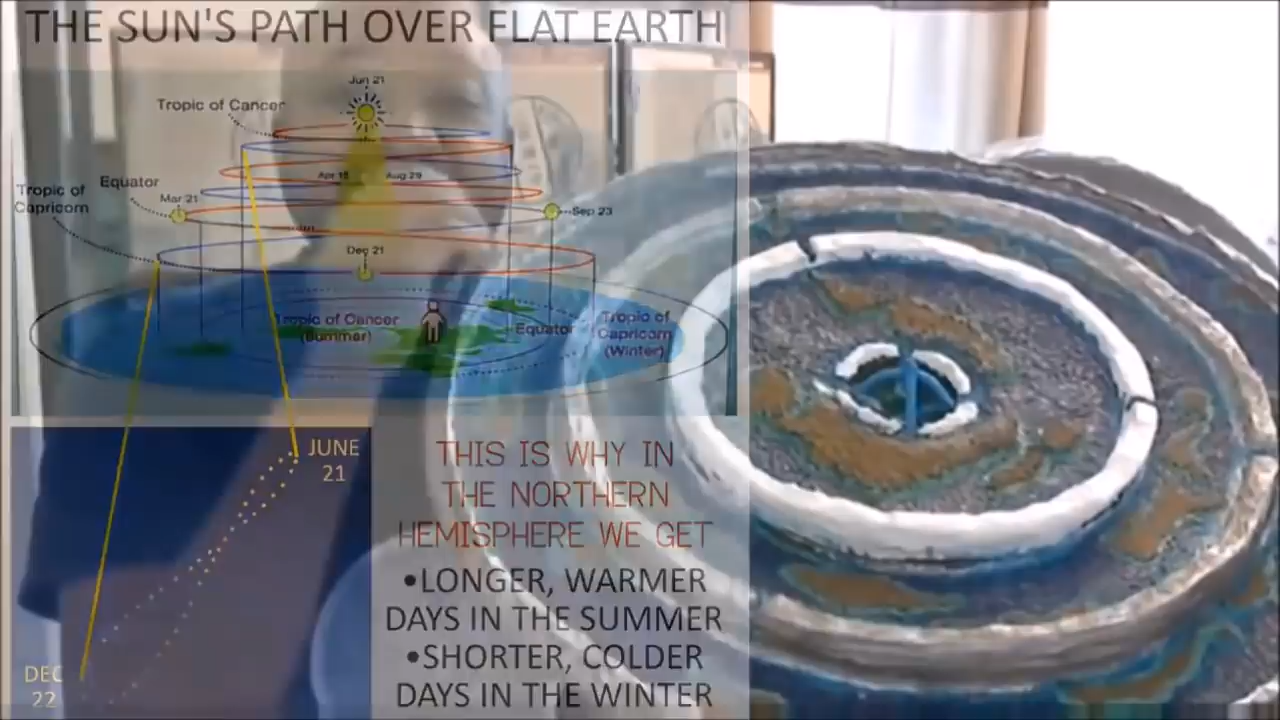 THE SUN'S PATH OVER FLAT EARTH
Jun 21
Tropic of Cancer
Apr 16
Aug 29
Equator
Mar 21
Tropic of
Capricorn
Sep 23
Dec 21
Tropic of Cancer
(Summer)
Equator
Tropic of
Capricorn
(Winter)
JUNE
21
DEC
22
THIS IS WHY IN
THE NORTHERN
HEMISPHERE WE GET
•LONGER, WARMER
DAYS IN THE SUMMER
•SHORTER, COLDER
DAYS IN THE WINTER